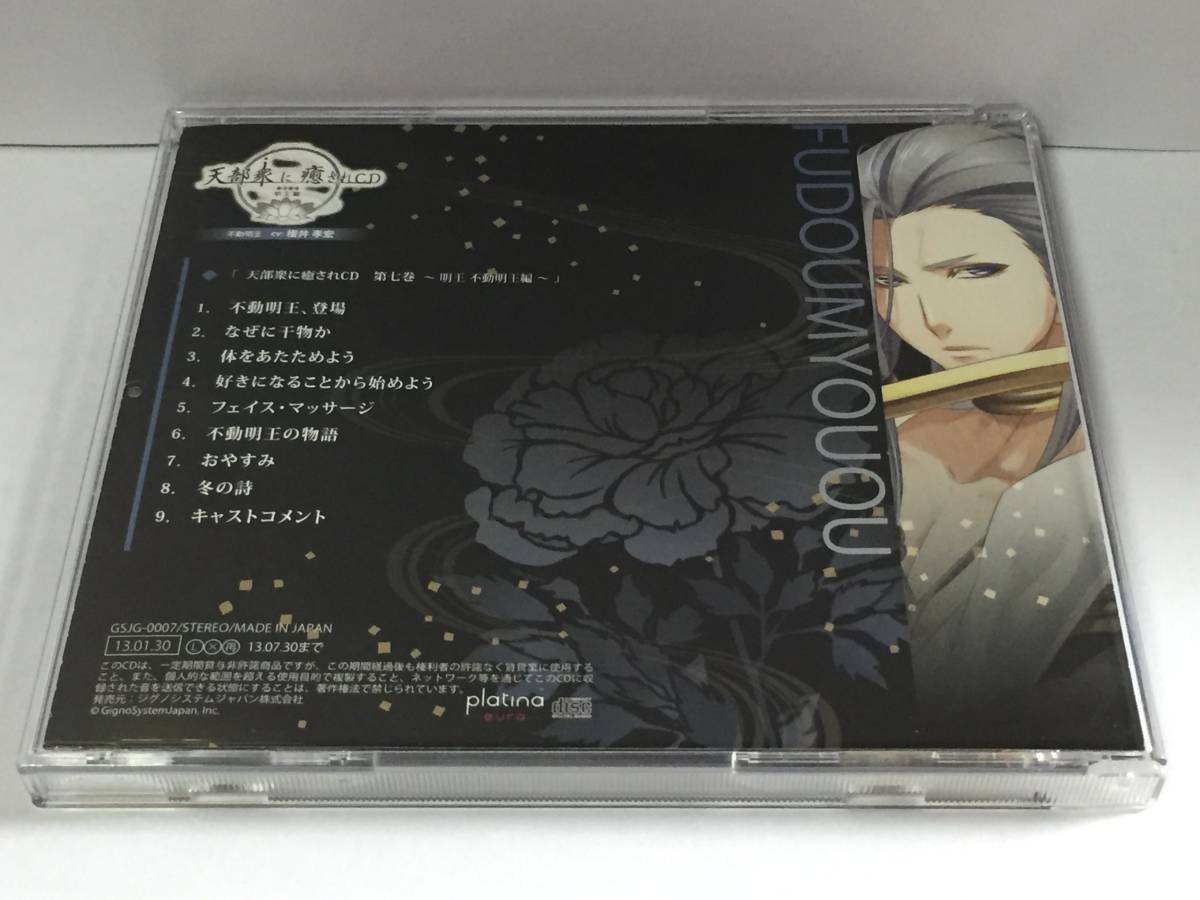 天部衆に癒されCD
明王編
不動明王 CV: 櫻井孝宏
「天部衆に癒されCD 第七巻 ～明王 不動明王編～」
1. 不動明王、登場
2. なぜに干物か
3. 体をあたためよう
4. 好きになることから始めよう
5. フェイス・マッサージ
6. 不動明王の物語
7. おやすみ
8. 冬の詩
9. キャストコメント
FUDOUMYOUOU
GSJG-0007/STEREO/MADE IN JAPAN
13.01.30 Ⓛ Ⓧ ㊢ 13.07.30まで
このCDは、一定期間貸与非許諾商品ですが、この期間経過後も権利者の許諾なく賃貸業に使用する
こと、また、個人的な範囲を超える使用目的で複製すること、ネットワーク等を通じてこのCDに収
録された音を送信できる状態にすることは、著作権法で禁じられています。
発売元：ジグノシステムジャパン株式会社
© GignoSystemJapan, Inc.
platina
eura
disc
DIGITAL AUDIO